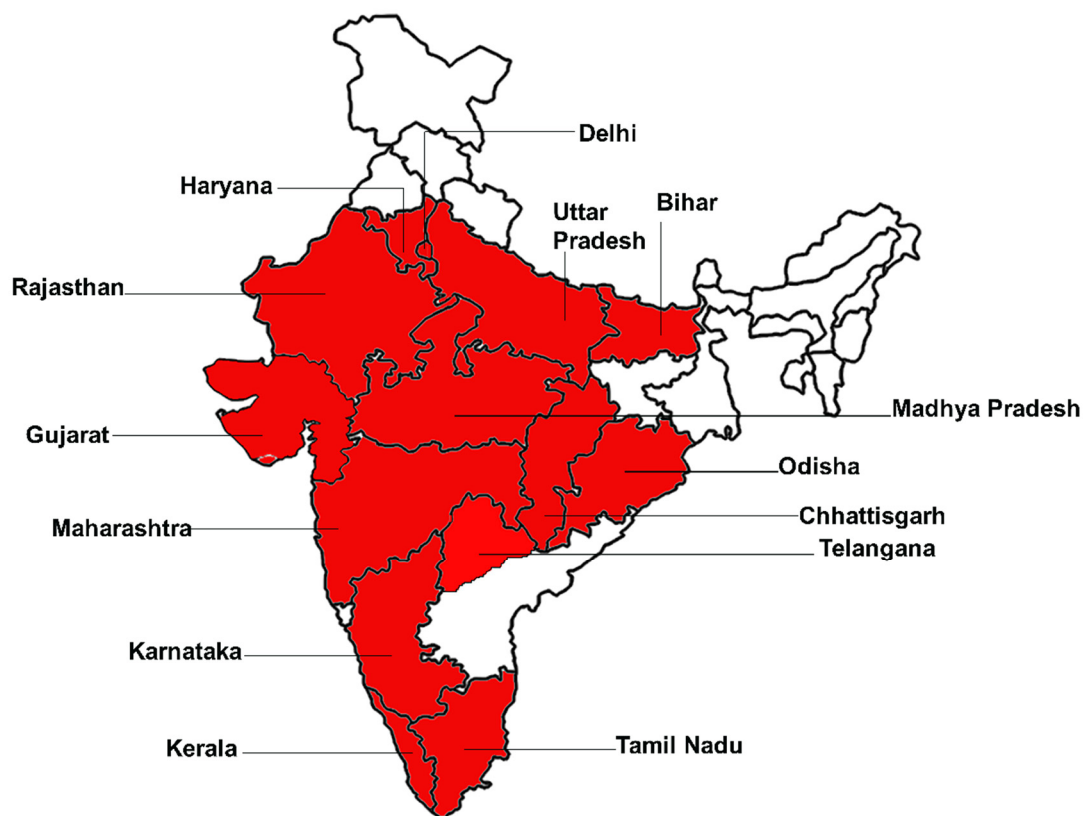 Delhi
Haryana
Uttar
Pradesh
Bihar
Rajasthan
Madhya Pradesh
Gujarat
Odisha
Maharashtra
Chhattisgarh
Telangana
Karnataka
Kerala
Tamil Nadu